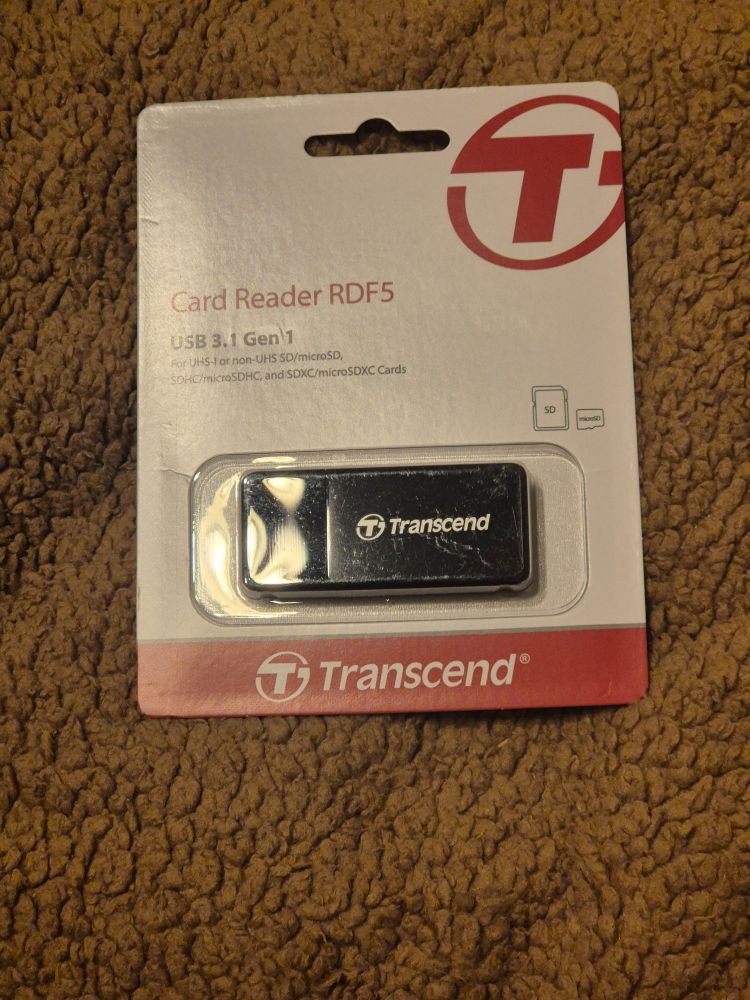 Card Reader RDF5
USB 3.1 Gen 1
For UHS-I or non-UHS SD/microSD,
SDHC/microSDHC, and SDXC/microSDXC Cards
SD
microSD
Transcend
Transcend®